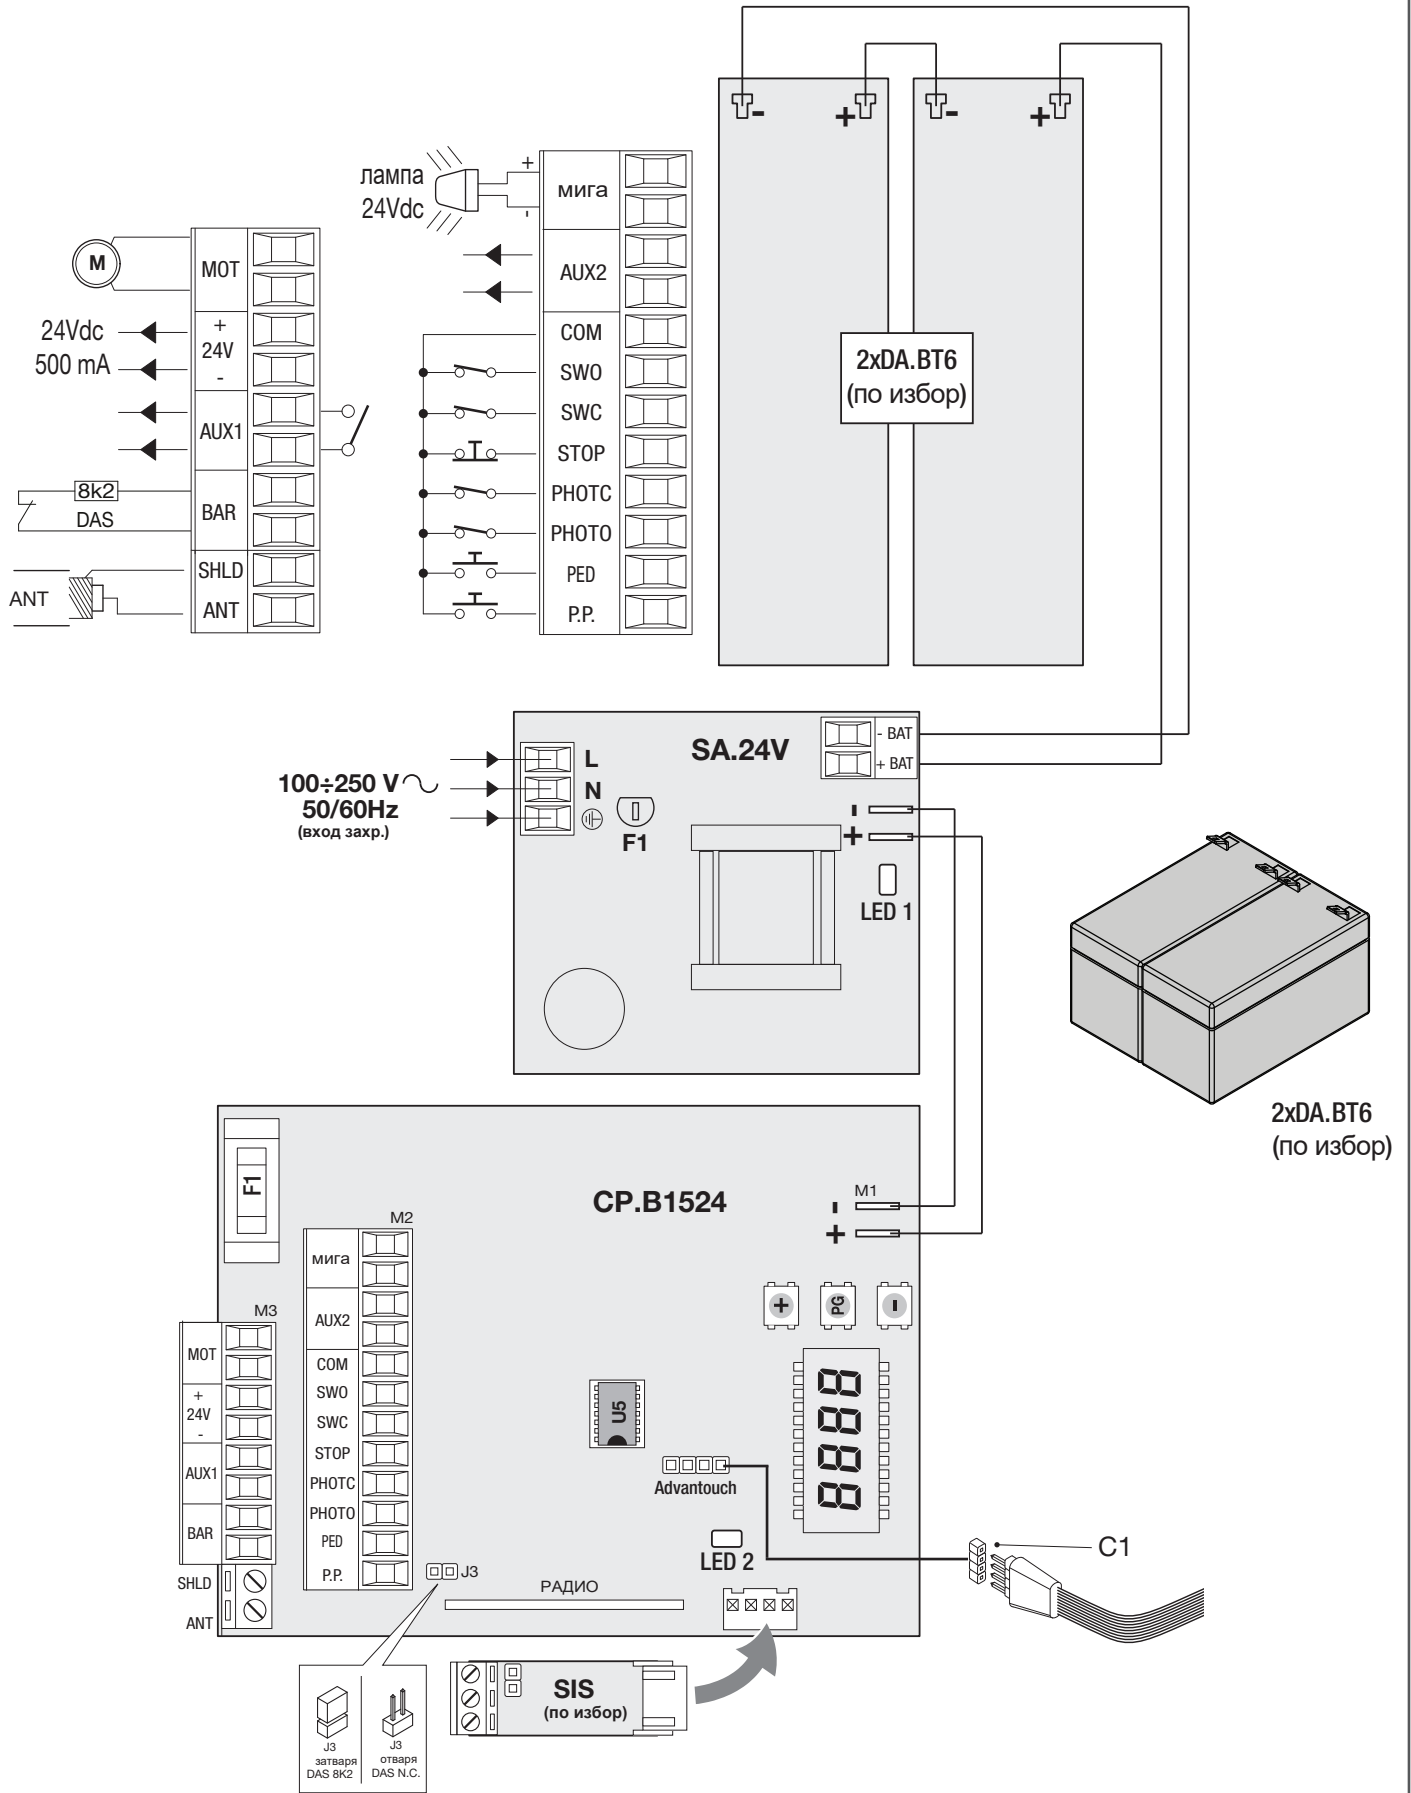 - + - +
2xDA.BT6
(по избор)
лампа
24Vdc
+
-
мига
AUX2
COM
SWO
SWC
STOP
PHOTC
PHOTO
PED
P.P.
M
MOT
24Vdc
500 mA
+
24V
-
AUX1
8k2
DAS
BAR
SHLD
ANT
ANT
SA.24V
- BAT
+ BAT
100÷250 V
50/60Hz
(вход захр.)
L
N
F1
-
+
LED 1
2xDA.BT6
(по избор)
CP.B1524
F1
M1
-
+
M2
мига
AUX2
COM
SWO
SWC
STOP
PHOTC
PHOTO
PED
P.P.
M3
MOT
+
24V
-
AUX1
BAR
SHLD
ANT
+ PG -
8888
U5
Advantouch
LED 2
C1
J3
РАДИО
J3
затваря
DAS 8K2
J3
отваря
DAS N.C.
SIS
(по избор)